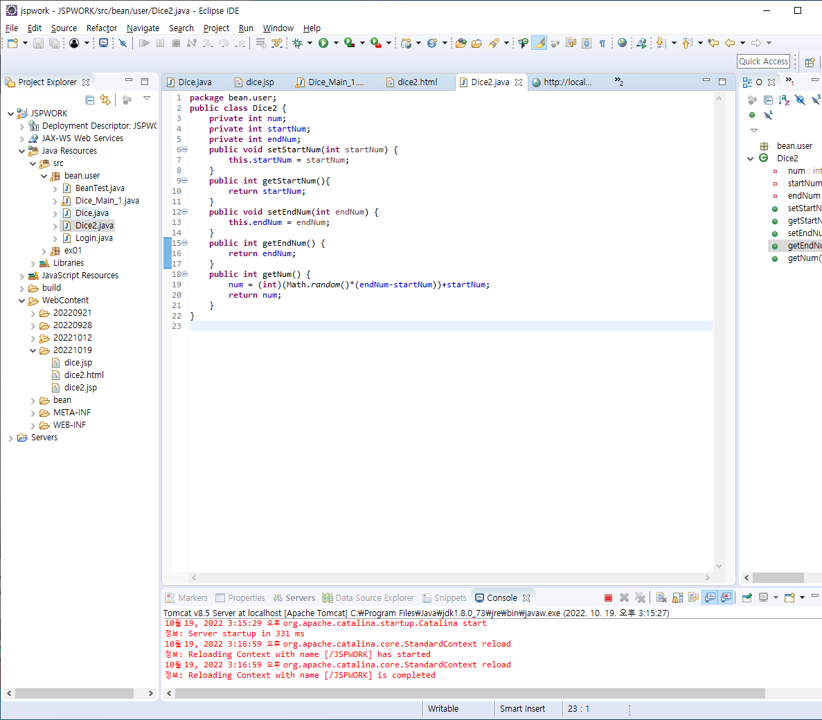 jspwork - JSPWORK/src/bean/user/Dice2.java - Eclipse IDE
File Edit Source Refactor Navigate Search Project Run Window Help
Quick Access
Project Explorer
JSPWORK
Deployment Descriptor: JSPWO
JAX-WS Web Services
Java Resources
src
bean.user
BeanTest.java
Dice_Main_1.java
Dice.java
Dice2.java
Login.java
ex01
Libraries
JavaScript Resources
build
WebContent
20220921
20220928
20221012
20221019
dice.jsp
dice2.html
dice2.jsp
bean
META-INF
WEB-INF
Servers
Dice.java dice.jsp Dice_Main_1.... dice2.html Dice2.java http://local... »2
1 package bean.user;
2 public class Dice2 {
3 private int num;
4 private int startNum;
5 private int endNum;
6 public void setStartNum(int startNum) {
7 this.startNum = startNum;
8 }
9 public int getStartNum(){
10 return startNum;
11 }
12 public void setEndNum(int endNum) {
13 this.endNum = endNum;
14 }
15 public int getEndNum() {
16 return endNum;
17 }
18 public int getNum() {
19 num = (int)(Math.random()*(endNum-startNum))+startNum;
20 return num;
21 }
22 }
23
O »1
bean.user
Dice2
num : int
startNum
endNum
setStartN
getStartN
setEndNu
getEndNu
getNum()
Markers Properties Servers Data Source Explorer Snippets Console
Tomcat v8.5 Server at localhost [Apache Tomcat] C:₩Program Files₩Java₩jdk1.8.0_73₩jre₩bin₩javaw.exe (2022. 10. 19. 오후 3:15:27)
10월 19, 2022 3:15:29 오후 org.apache.catalina.startup.Catalina start
정보: Server startup in 331 ms
10월 19, 2022 3:16:59 오후 org.apache.catalina.core.StandardContext reload
정보: Reloading Context with name [/JSPWORK] has started
10월 19, 2022 3:16:59 오후 org.apache.catalina.core.StandardContext reload
정보: Reloading Context with name [/JSPWORK] is completed
Writable Smart Insert 23 : 1